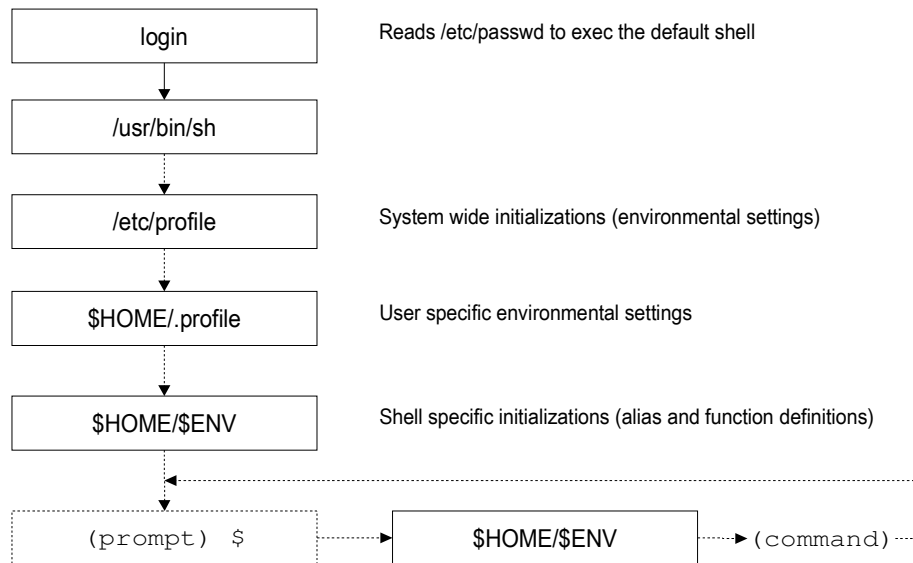 login
Reads /etc/passwd to exec the default shell
/usr/bin/sh
/etc/profile
System wide initializations (environmental settings)
$HOME/.profile
User specific environmental settings
$HOME/$ENV
Shell specific initializations (alias and function definitions)
(prompt) $
$HOME/$ENV
(command)